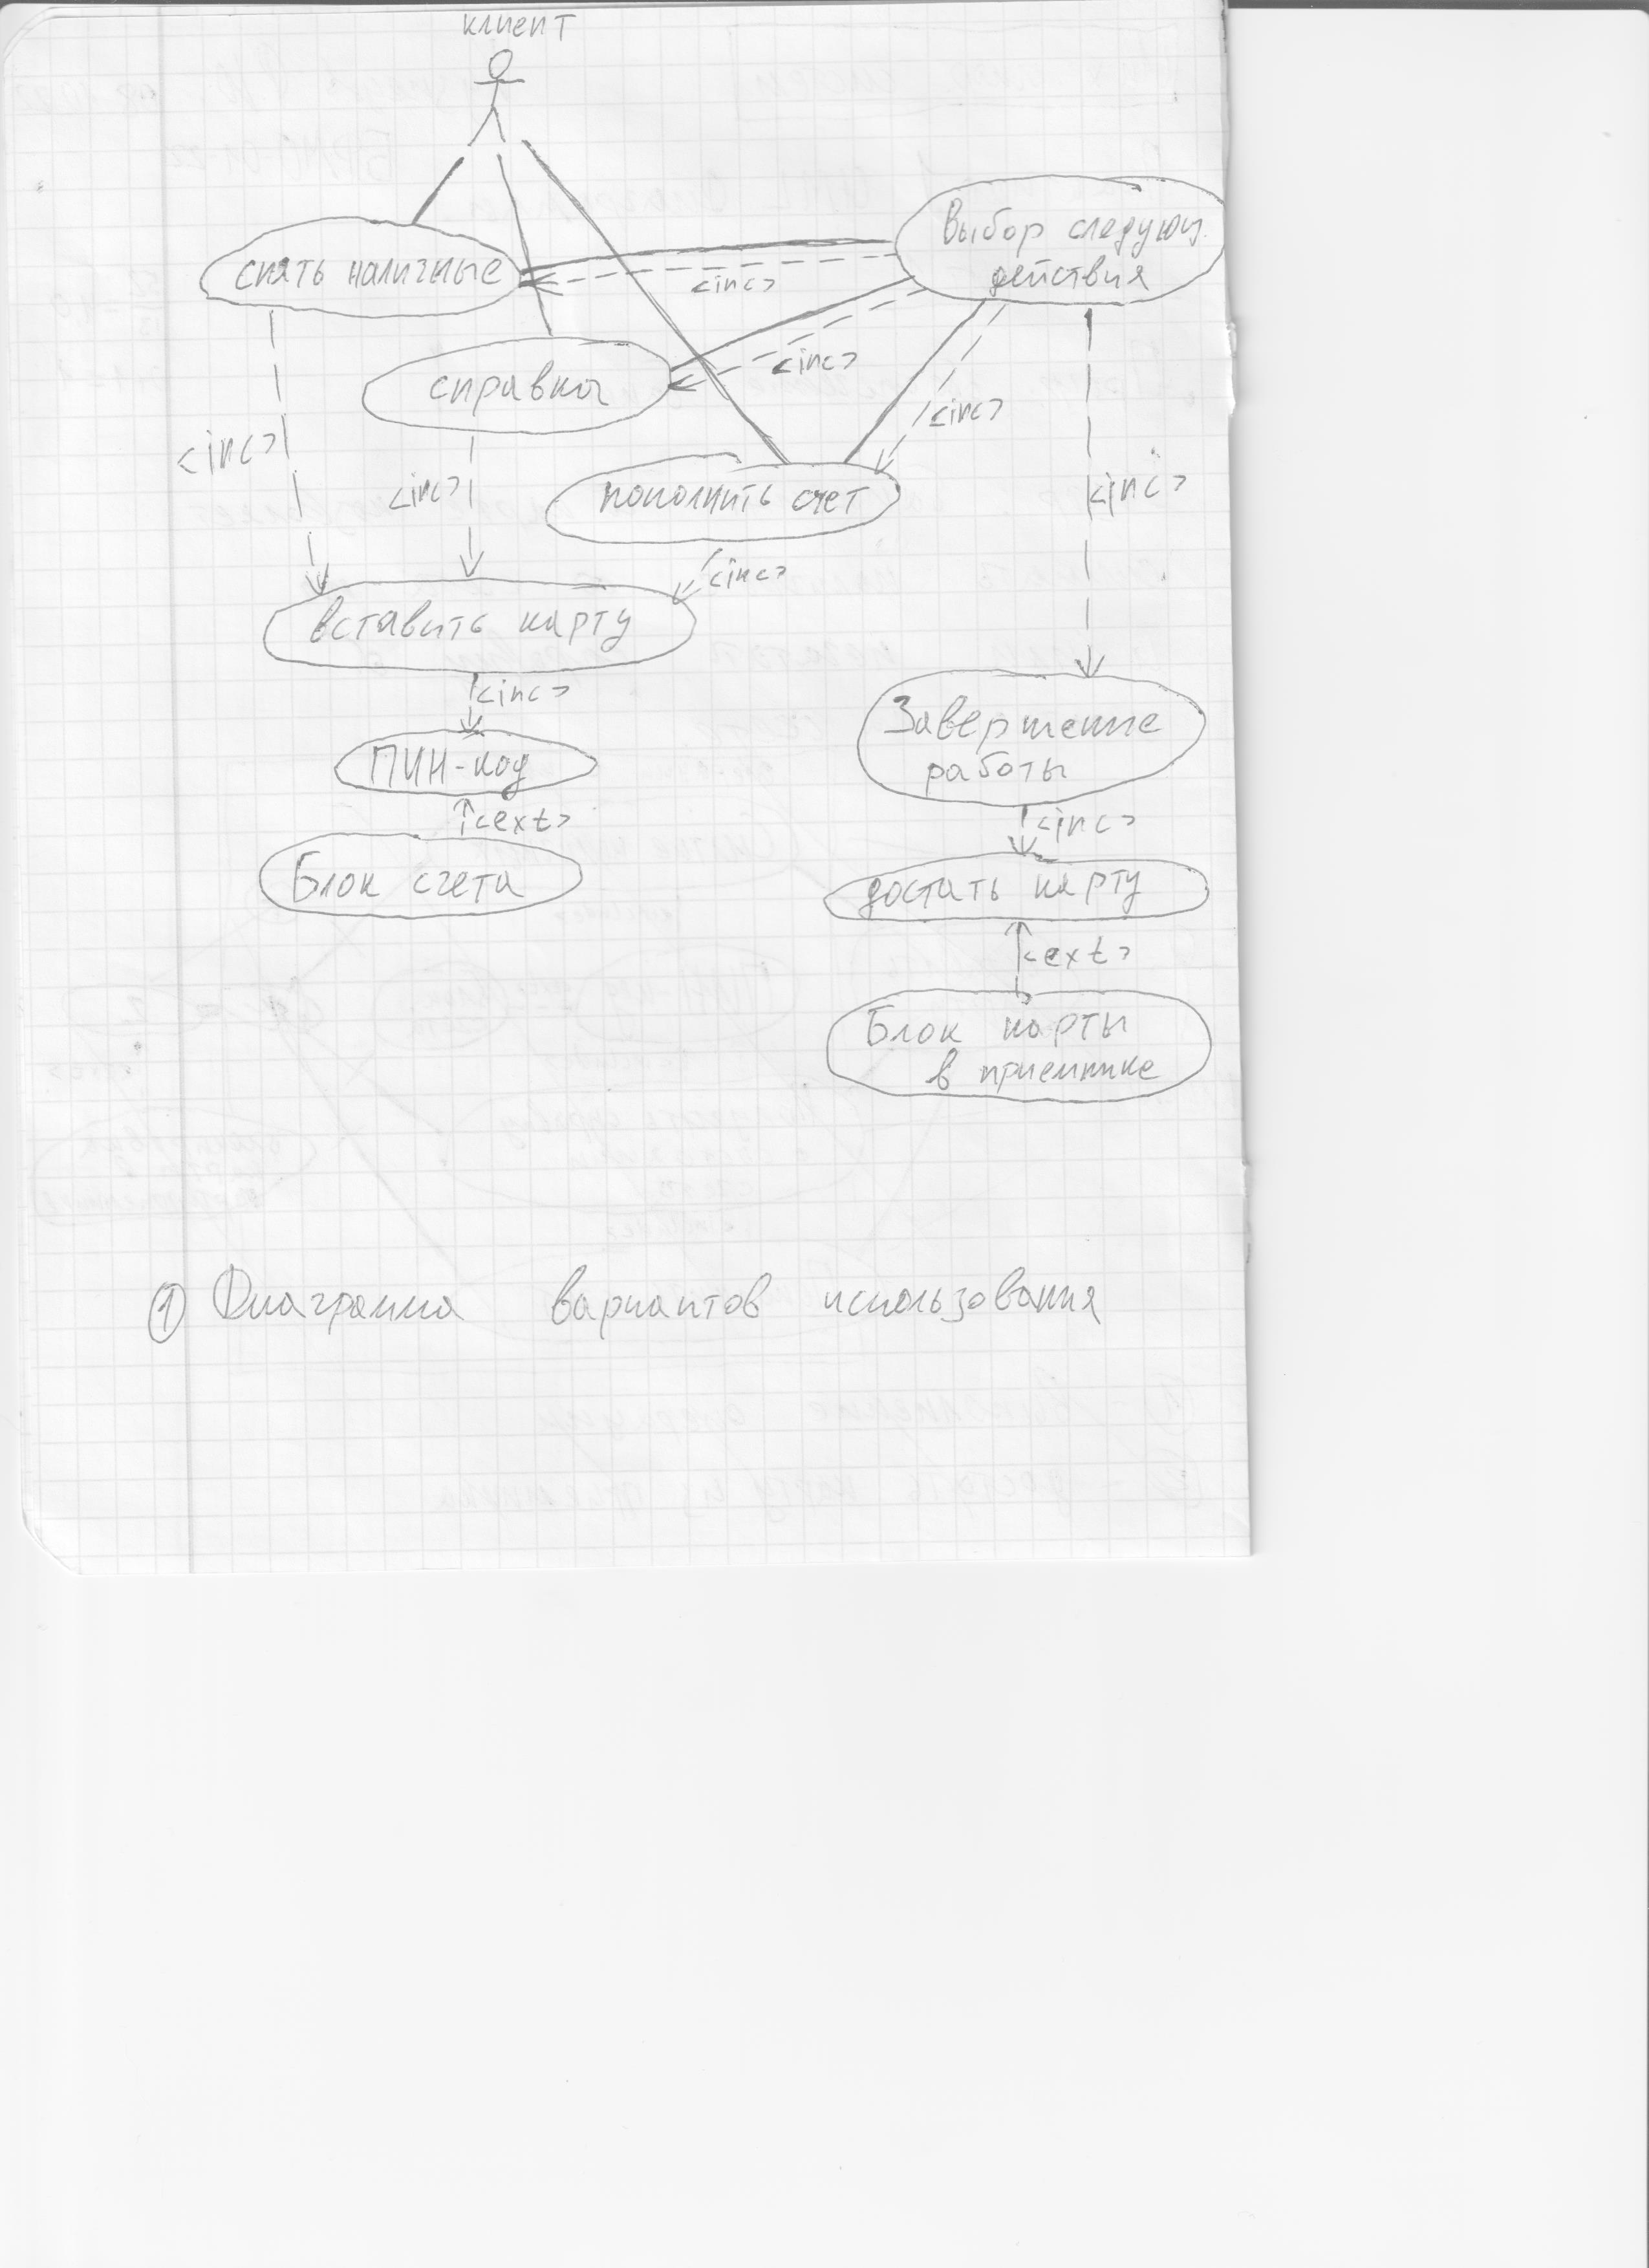 клиент
Выбор следующ.
действия
снять наличные
<inc>
<inc>
справка
<inc>
<inc>
<inc>
пополнить счет
<inc>
<inc>
вставить карту
<inc>
Завершение
работы
ПИН-код
<ext>
<inc>
Блок счета
достать карту
<ext>
Блок карты
в приемнике
① Диаграмма вариантов использования